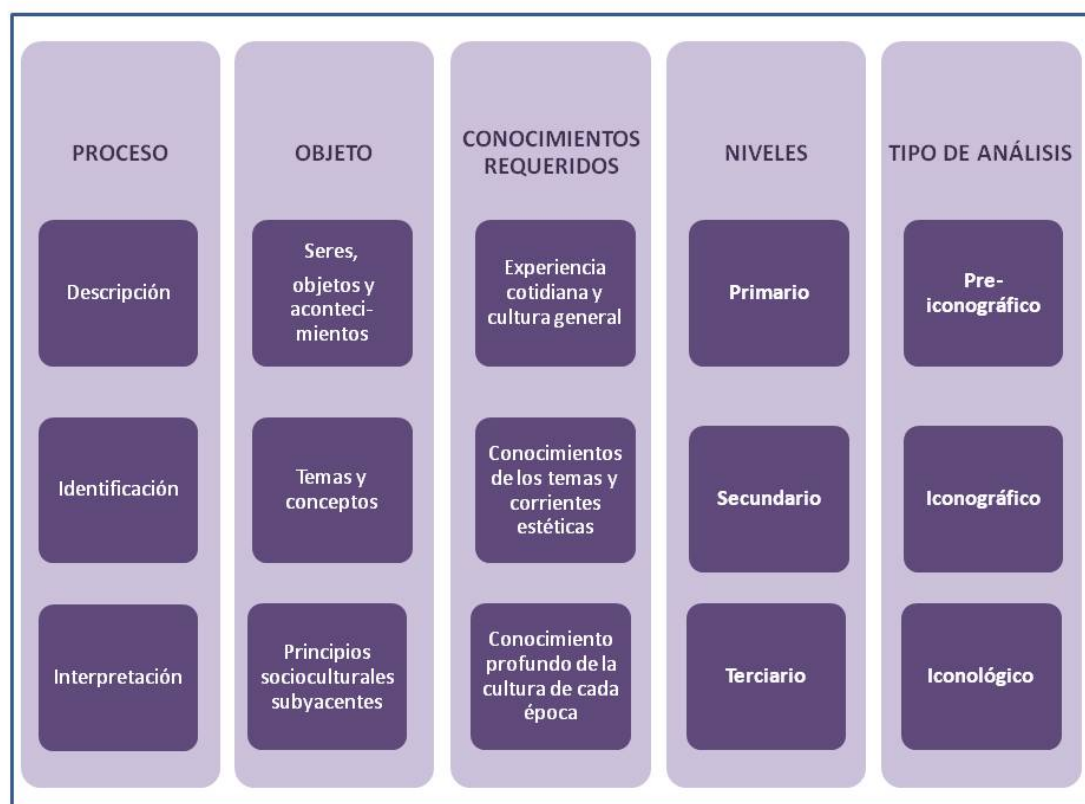 PROCESO
OBJETO
CONOCIMIENTOS
REQUERIDOS
NIVELES
TIPO DE ANÁLISIS
Descripción
Seres,
objetos y
aconteci-
mientos
Experiencia
cotidiana y
cultura general
Primario
Pre-
iconográfico
Identificación
Temas y
conceptos
Conocimientos
de los temas y
corrientes
estéticas
Secundario
Iconográfico
Interpretación
Principios
socioculturales
subyacentes
Conocimiento
profundo de la
cultura de cada
época
Terciario
Iconológico